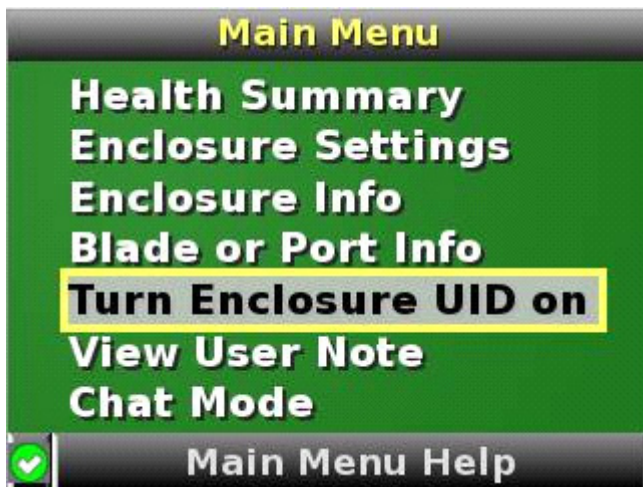 Main Menu
Health Summary
Enclosure Settings
Enclosure Info
Blade or Port Info
Turn Enclosure UID on
View User Note
Chat Mode
Main Menu Help